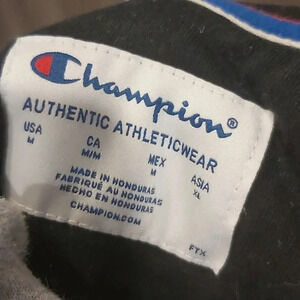 Champion®
AUTHENTIC ATHLETICWEAR
USA CA MEX ASIA
M M/M M XL
MADE IN HONDURAS
FABRIQUÉ AU HONDURAS
HECHO EN HONDURAS
CHAMPION.COM
FTX